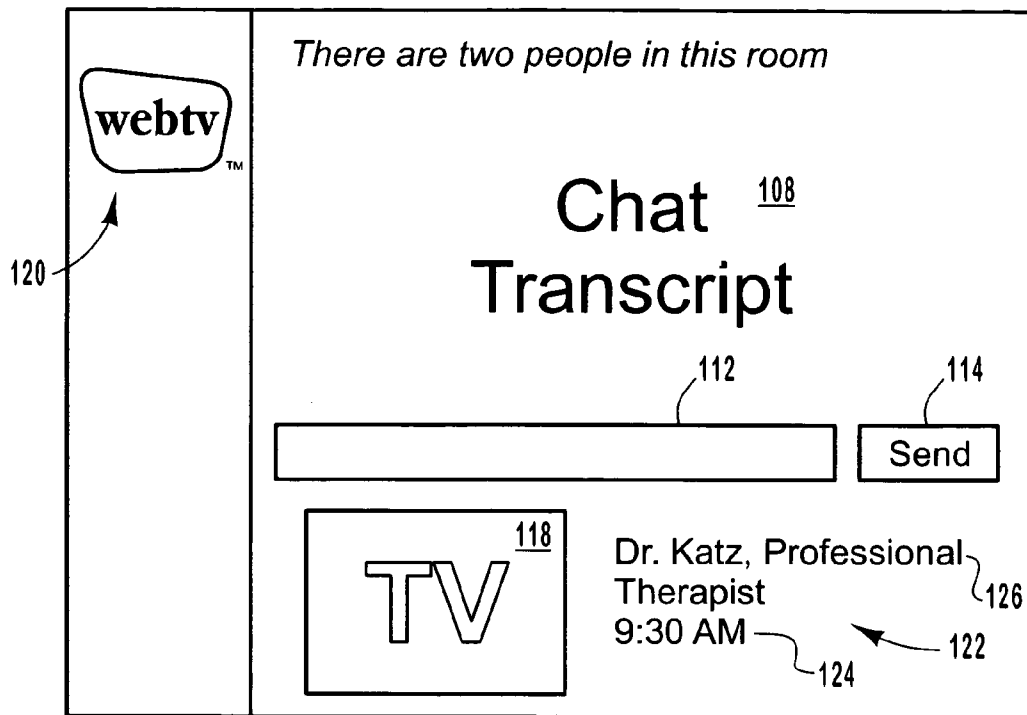 There are two people in this room
webtv
TM
120
Chat 108
Transcript
112
114
Send
118
TV
Dr. Katz, Professional
Therapist
126
9:30 AM
122
124